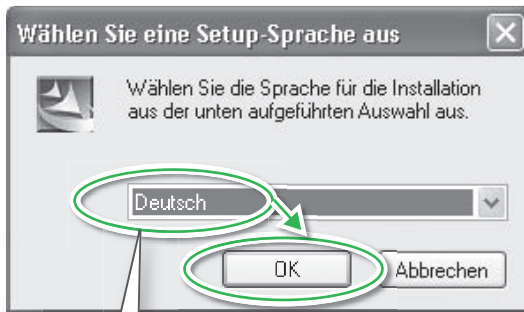 Wählen Sie eine Setup-Sprache aus
Wählen Sie die Sprache für die Installation
aus der unten aufgeführten Auswahl aus.
Deutsch
OK
Abbrechen